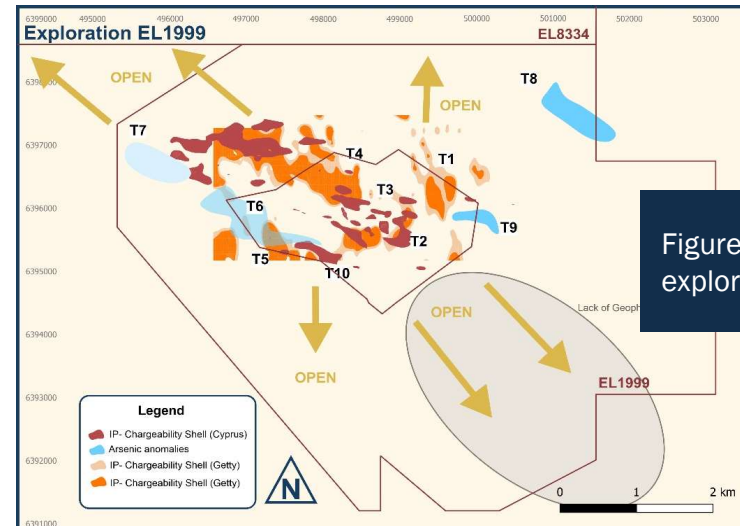 6399000 495000 496000 497000 498000 499000 500000 501000 502000 503000
Exploration EL1999
EL8334
OPEN
T8
OPEN
T7
6397000
T4
T1
T3
6396000
T6
T9
T2
T5
T10
6395000
Figure
explor
Lack of Geoph
OPEN
6394000
OPEN
EL1999
6393000
Legend
IP- Chargeability Shell (Cyprus)
Arsenic anomalies
IP- Chargeability Shell (Getty)
IP- Chargeability Shell (Getty)
6392000
N
0 1 2 km
6391000